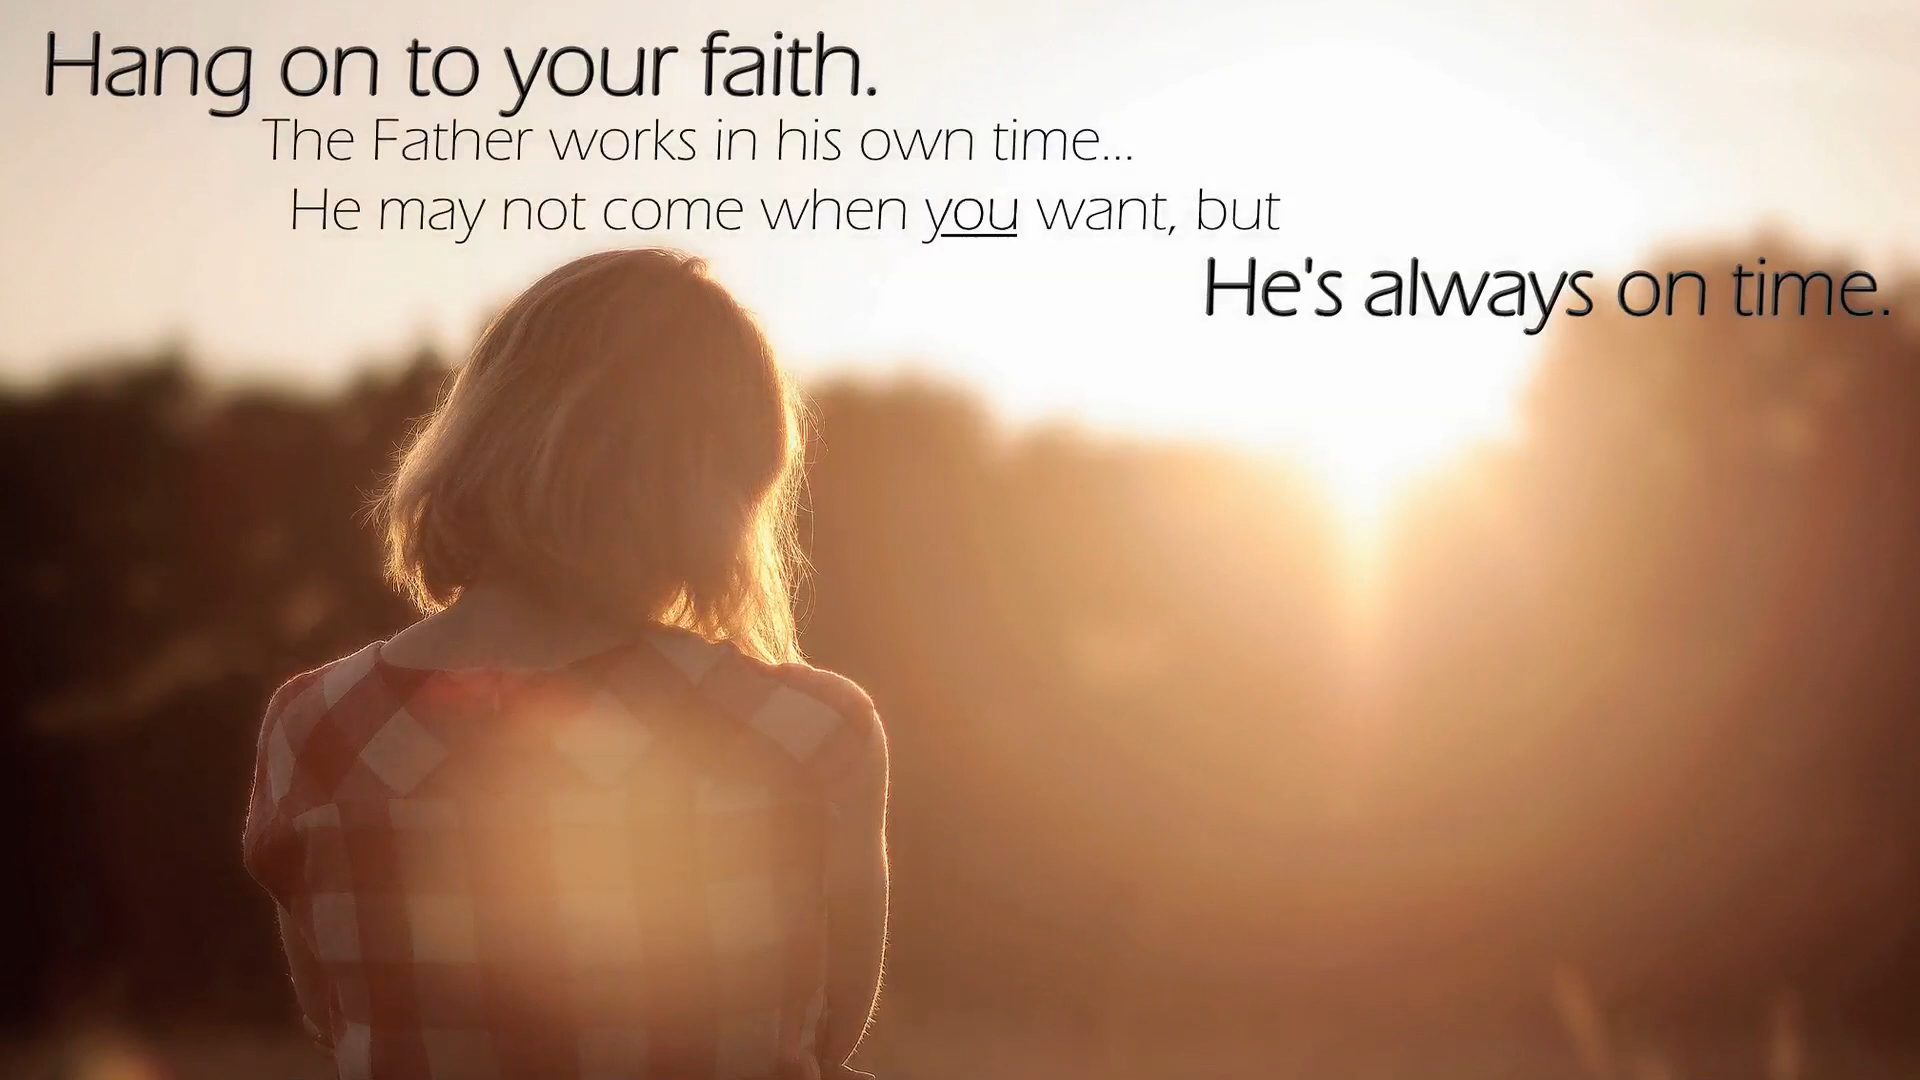 Hang on to your faith.
The Father works in his own time...
He may not come when you want, but
He's always on time.